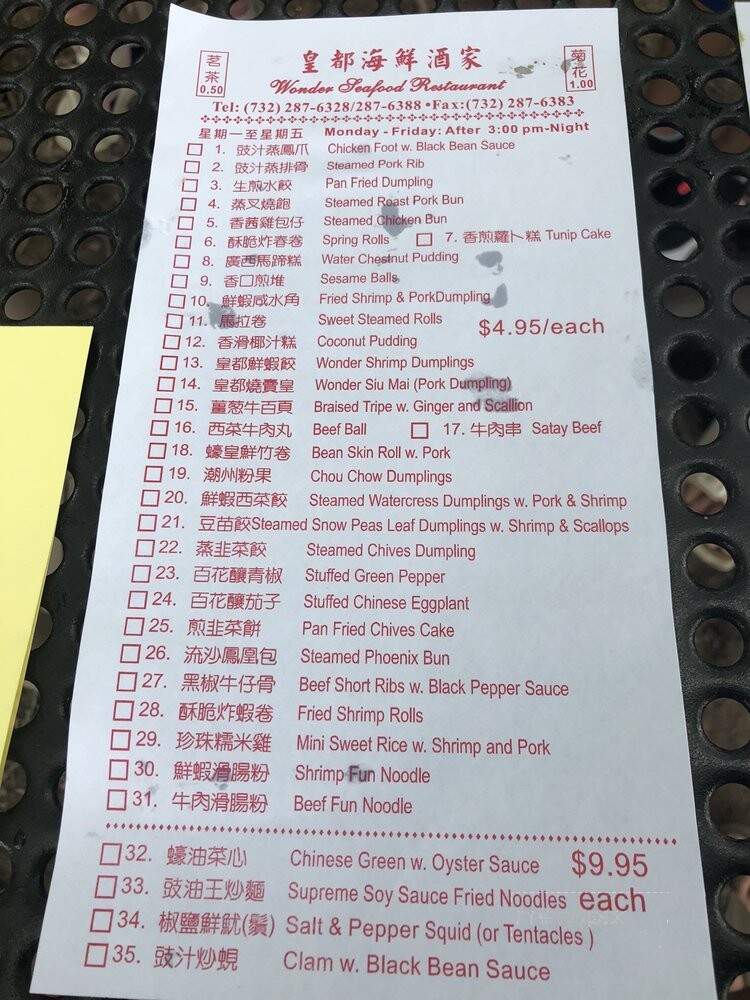 茗茶 0.50
皇都海鮮酒家
菊花 1.00
Wonder Seafood Restaurant
Tel: (732) 287-6328/287-6388 • Fax:(732) 287-6383
星期一至星期五 Monday - Friday: After 3:00 pm-Night
1. 豉汁蒸鳳爪 Chicken Foot w. Black Bean Sauce
2. 豉汁蒸排骨 Steamed Pork Rib
3. 生煎水餃 Pan Fried Dumpling
4. 蒸叉燒飽 Steamed Roast Pork Bun
5. 香茜雞包仔 Steamed Chicken Bun
6. 酥脆炸春卷 Spring Rolls 7. 香煎蘿卜糕 Tunip Cake
8. 廣西馬蹄糕 Water Chestnut Pudding
9. 香口煎堆 Sesame Balls
10. 鮮蝦咸水角 Fried Shrimp & PorkDumpling
11. 馬拉卷 Sweet Steamed Rolls
$4.95/each
12. 香滑椰汁糕 Coconut Pudding
13. 皇都鮮蝦餃 Wonder Shrimp Dumplings
14. 皇都燒賣皇 Wonder Siu Mai (Pork Dumpling)
15. 薑葱牛百頁 Braised Tripe w. Ginger and Scallion
16. 西菜牛肉丸 Beef Ball 17. 牛肉串 Satay Beef
18. 蠔皇鮮竹卷 Bean Skin Roll w. Pork
19. 潮州粉果 Chou Chow Dumplings
20. 鮮蝦西菜餃 Steamed Watercress Dumplings w. Pork & Shrimp
21. 豆苗餃Steamed Snow Peas Leaf Dumplings w. Shrimp & Scallops
22. 蒸韭菜餃 Steamed Chives Dumpling
23. 百花釀青椒 Stuffed Green Pepper
24. 百花釀茄子 Stuffed Chinese Eggplant
25. 煎韭菜餅 Pan Fried Chives Cake
26. 流沙鳳凰包 Steamed Phoenix Bun
27. 黑椒牛仔骨 Beef Short Ribs w. Black Pepper Sauce
28. 酥脆炸蝦卷 Fried Shrimp Rolls
29. 珍珠糯米雞 Mini Sweet Rice w. Shrimp and Pork
30. 鮮蝦滑腸粉 Shrimp Fun Noodle
31. 牛肉滑腸粉 Beef Fun Noodle
32. 蠔油菜心 Chinese Green w. Oyster Sauce $9.95
33. 豉油王炒麵 Supreme Soy Sauce Fried Noodles each
34. 椒鹽鮮魷(鬚) Salt & Pepper Squid (or Tentacles )
35. 豉汁炒蜆 Clam w. Black Bean Sauce